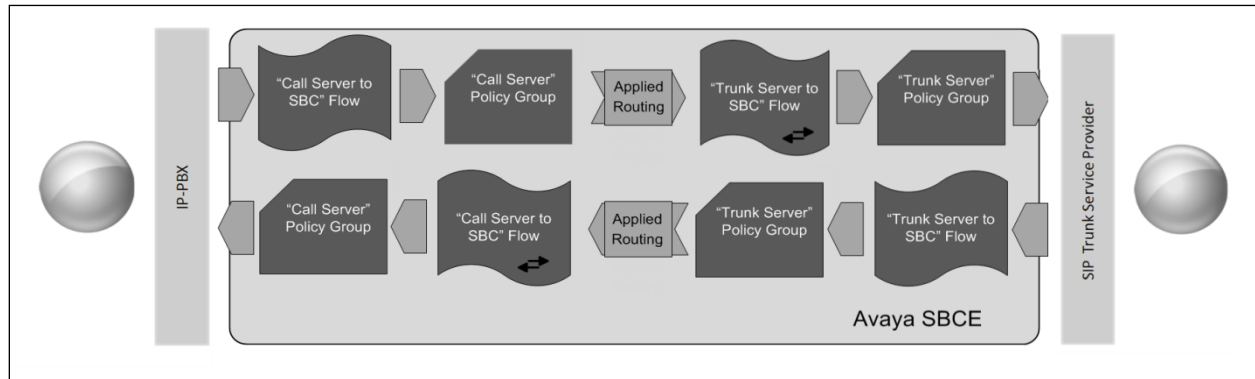 IP-PBX
“Call Server to
SBC” Flow
“Call Server”
Policy Group
Applied
Routing
“Trunk Server to
SBC” Flow
“Trunk Server”
Policy Group
“Call Server”
Policy Group
“Call Server to
SBC” Flow
Applied
Routing
“Trunk Server”
Policy Group
“Trunk Server to
SBC” Flow
Avaya SBCE
SIP Trunk Service Provider